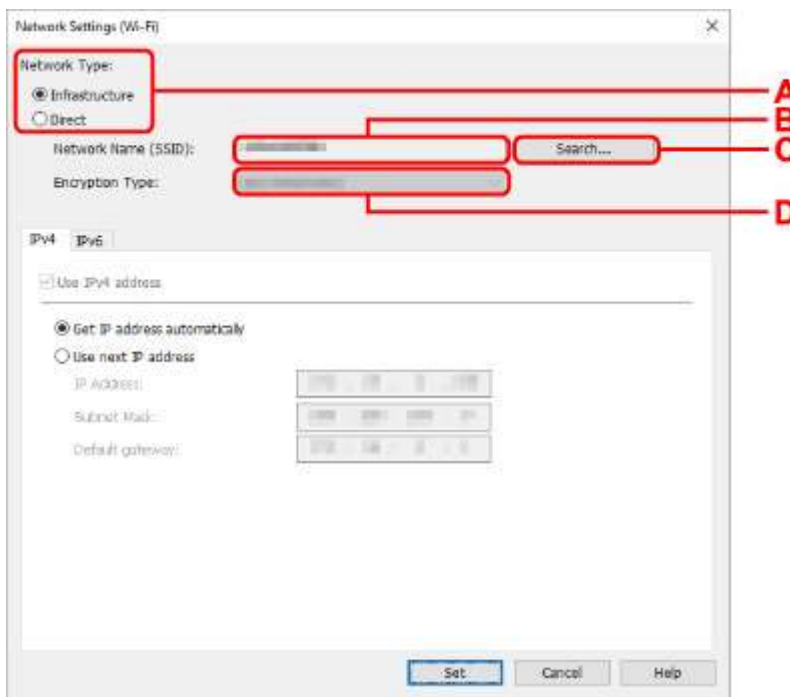 Network Settings (Wi-Fi)
Network Type:
A
Infrastructure
Direct
B
Network Name (SSID):
Search...
C
Encryption Type:
D
IPv4 IPv6
Use IPv4 address
Get IP address automatically
Use next IP address
IP Address:
Subnet Mask:
Default gateway:
Set Cancel Help